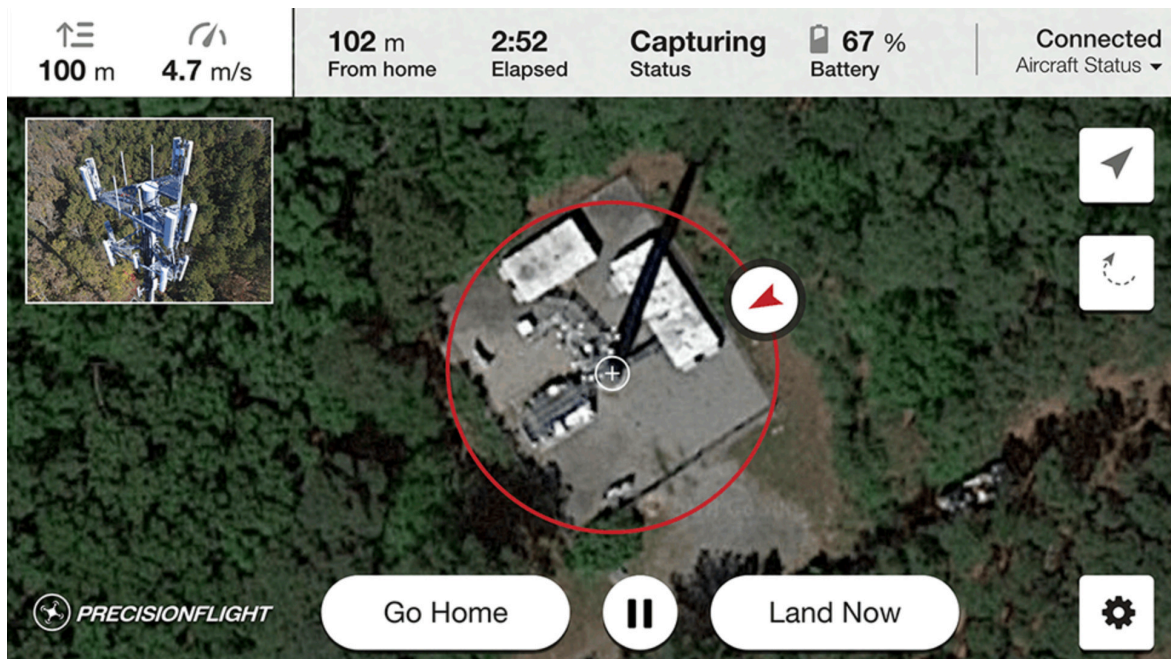 100 m
4.7 m/s
102 m
From home
2:52
Elapsed
Capturing
Status
67 %
Battery
Connected
Aircraft Status
PRECISIONFLIGHT
Go Home
Land Now